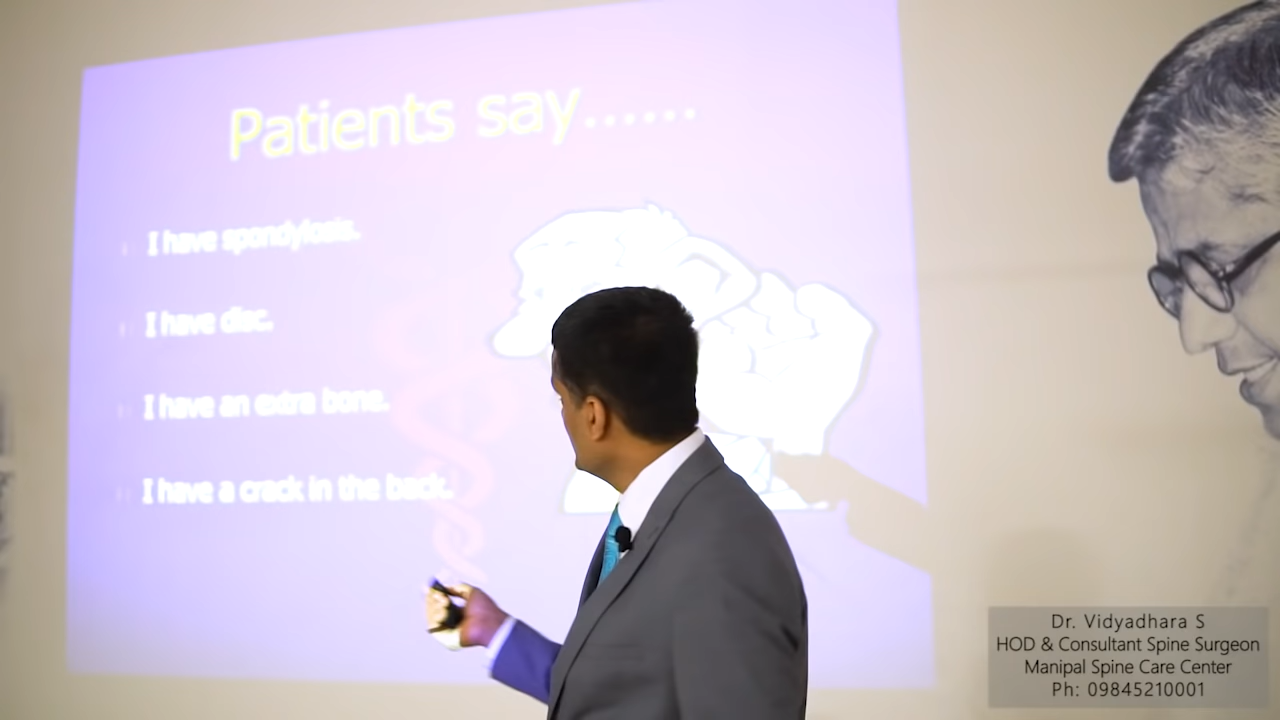 Patients say......
I have spondylosis.
I have disc.
I have an extra bone.
I have a crack in the back.
Dr. Vidyadhara S
HOD & Consultant Spine Surgeon
Manipal Spine Care Center
Ph: 09845210001